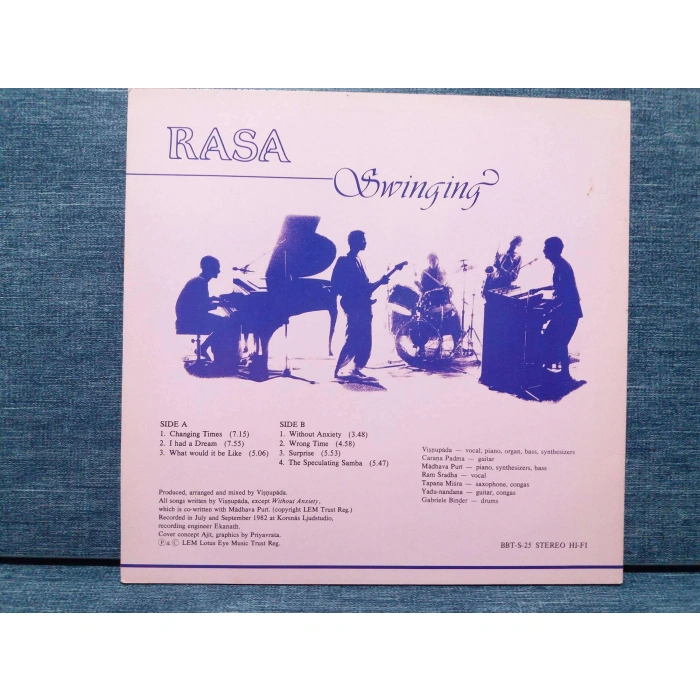 RASA
Swinging
SIDE A
1. Changing Times (7.15)
2. I had a Dream (7.55)
3. What would it be Like (5.06)
SIDE B
1. Without Anxiety (3.48)
2. Wrong Time (4.58)
3. Surprise (5.53)
4. The Speculating Samba (5.47)
Viṣṇupāda — vocal, piano, organ, bass, synthesizers
Caraṇa Padma — guitar
Mādhava Purī — piano, synthesizers, bass
Ram Śradha — vocal
Tapana Miśra — saxophone, congas
Yadu-nandana — guitar, congas
Gabriele Binder — drums
Produced, arranged and mixed by Viṣṇupāda.
All songs written by Viṣṇupāda, except Without Anxiety,
which is co-written with Mādhava Purī. (copyright LEM Trust Reg.)
Recorded in July and September 1982 at Korsnäs Ljudstudio,
recording engineer Ekanath.
Cover concept Ajit, graphics by Priyavrata.
Ⓟ & Ⓒ LEM Lotus Eye Music Trust Reg.
BBT-S-25 STEREO HI-FI